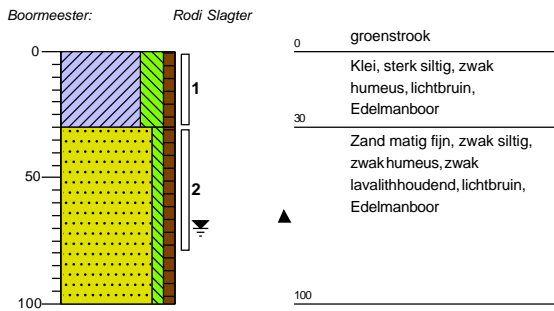 Boormeester: Rodi Slagter
0
50
100
1
2
0
groenstrook
Klei, sterk siltig, zwak
humeus, lichtbruin,
Edelmanboor
30
Zand matig fijn, zwak siltig,
zwak humeus, zwak
lavalithhoudend, lichtbruin,
Edelmanboor
100